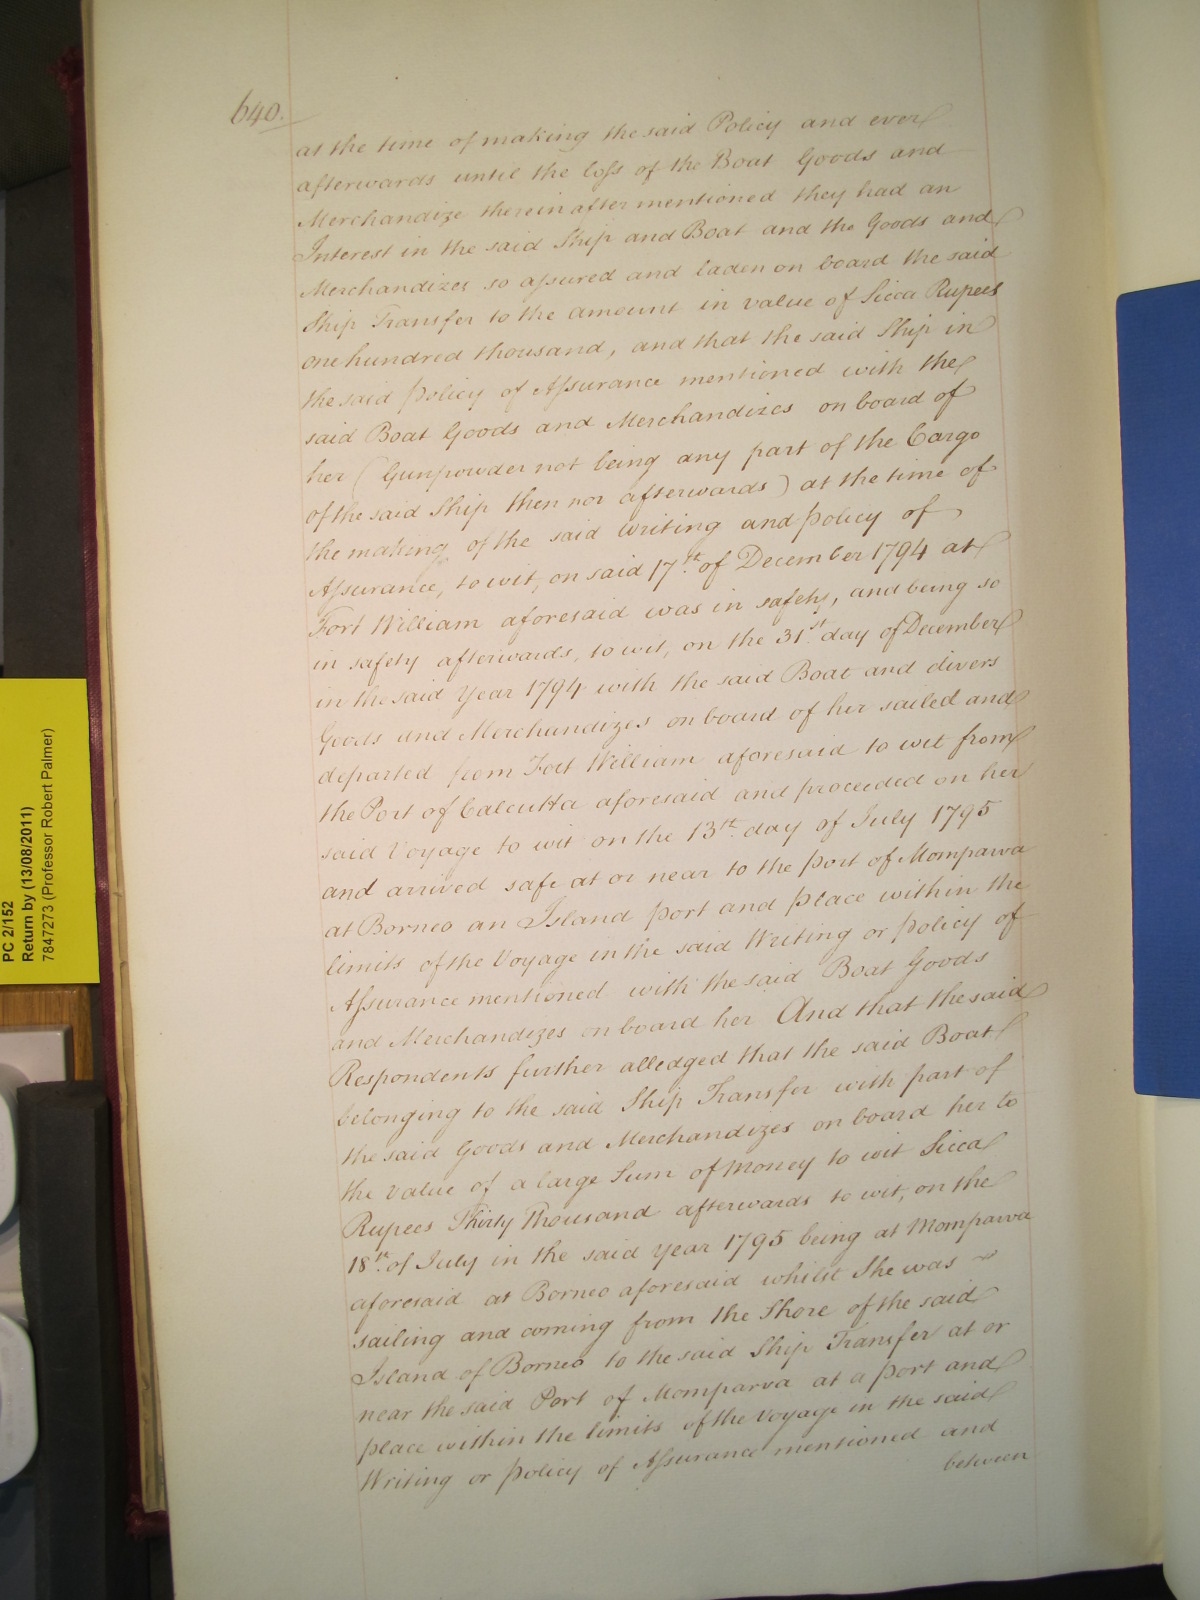 640.
at the time of making the said Policy and ever
afterwards until the loſs of the Boat Goods and
Merchandize therein after mentioned they had an
Interest in the said Ship and Boat and the Goods and
Merchandizes so aſsured and laden on board the said
Ship Transfer to the amount in value of Sicca Rupees
one hundred thousand, and that the said Ship in
the said Policy of Aſsurance mentioned with the
said Boat Goods and Merchandizes on board of
her (Gunpowder not being any part of the Cargo
of the said Ship then nor afterwards) at the time of
the making of the said Writing and Policy of
Aſsurance, to wit, on said 17th. of December 1794 at
Fort William aforesaid was in safety, and being so
in safety afterwards, to wit, on the 31st. day of December
in the said Year 1794 with the said Boat and divers
Goods and Merchandizes on board of her sailed and
departed from Fort William aforesaid to wit from
the Port of Calcutta aforesaid and proceeded on her
said Voyage to wit on the 13th. day of July 1795
and arrived safe at or near to the Port of Momparva
at Borneo an Island Port and Place within the
limits of the Voyage in the said Writing or Policy of
Aſsurance mentioned with the said Boat Goods
and Merchandizes on board her And that the said
Respondents further alledged that the said Boat
belonging to the said Ship Transfer with part of
the said Goods and Merchandizes on board her to
the value of a large Sum of Money to wit Sicca
Rupees Thirty Thousand afterwards to wit, on the
18th. of July in the said Year 1795 being at Momparva
aforesaid at Borneo aforesaid whilst She was ~
sailing and coming from the Shore of the said
Island of Borneo to the said Ship Transfer at or
near the said Port of Momparva at a Port and
place within the limits of the Voyage in the said
Writing or Policy of Aſsurance mentioned and
between
PC 2/152
Return by (13/08/2011)
7847273 (Professor Robert Palmer)